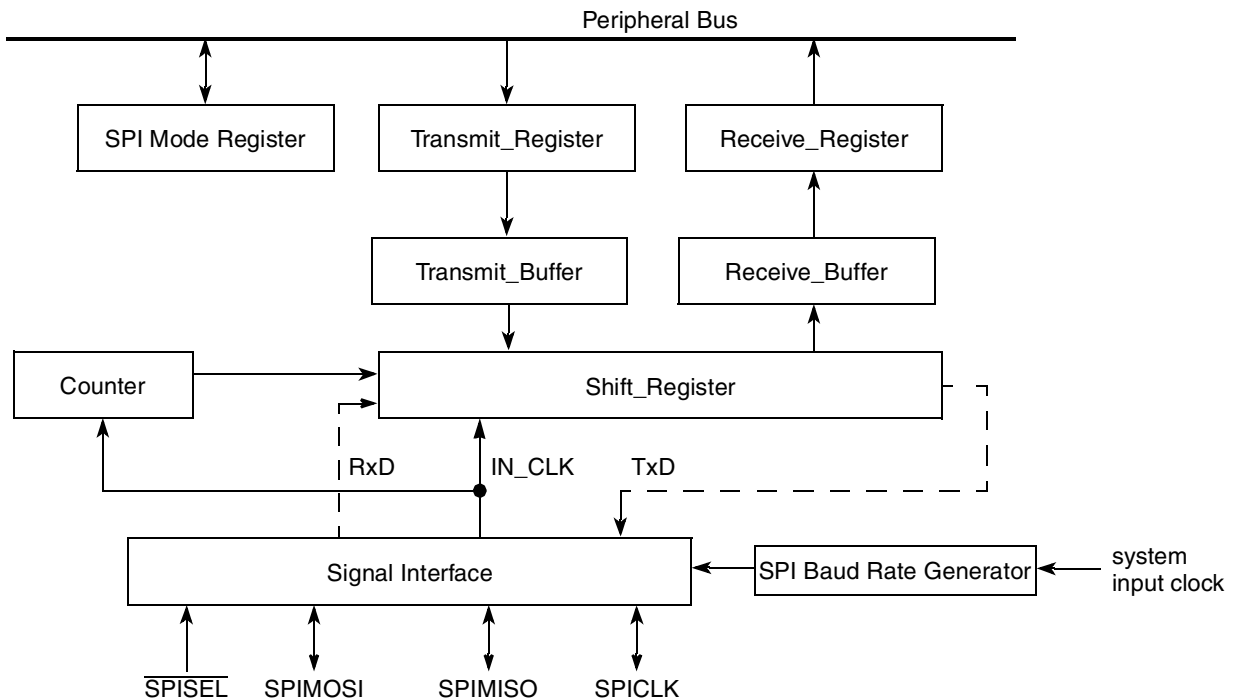 Peripheral Bus
SPI Mode Register
Transmit_Register
Receive_Register
Transmit_Buffer
Receive_Buffer
Counter
Shift_Register
RxD
IN_CLK
TxD
Signal Interface
SPI Baud Rate Generator
system
input clock
SPISEL
SPIMOSI
SPIMISO
SPICLK